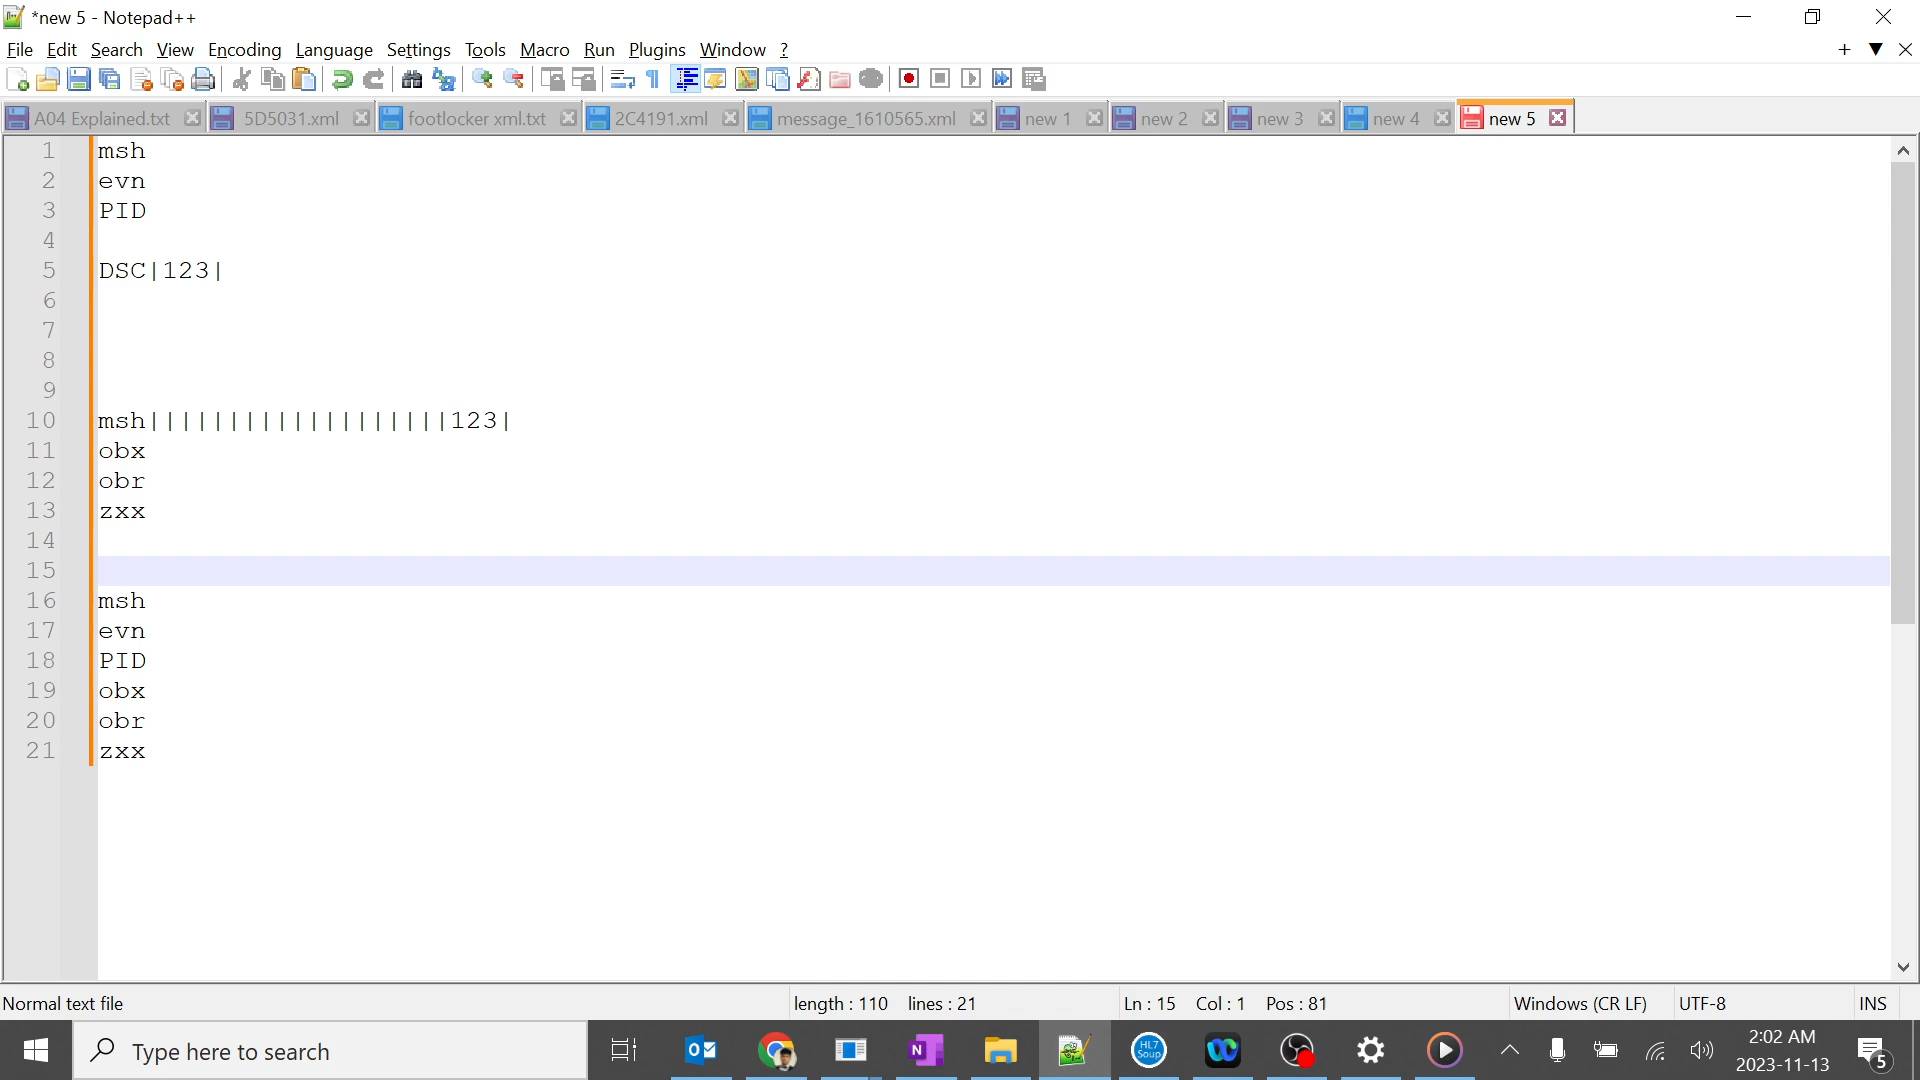 *new 5 - Notepad++
File Edit Search View Encoding Language Settings Tools Macro Run Plugins Window ?
A04 Explained.txt 5D5031.xml footlocker xml.txt 2C4191.xml message_1610565.xml new 1 new 2 new 3 new 4 new 5
1 msh
2 evn
3 PID
4
5 DSC|123|
6
7
8
9
10 msh|||||||||||||||||||123|
11 obx
12 obr
13 zxx
14
15
16 msh
17 evn
18 PID
19 obx
20 obr
21 zxx
Normal text file length : 110 lines : 21 Ln : 15 Col : 1 Pos : 81 Windows (CR LF) UTF-8 INS
Type here to search HL7 Soup 2:02 AM
2023-11-13 5